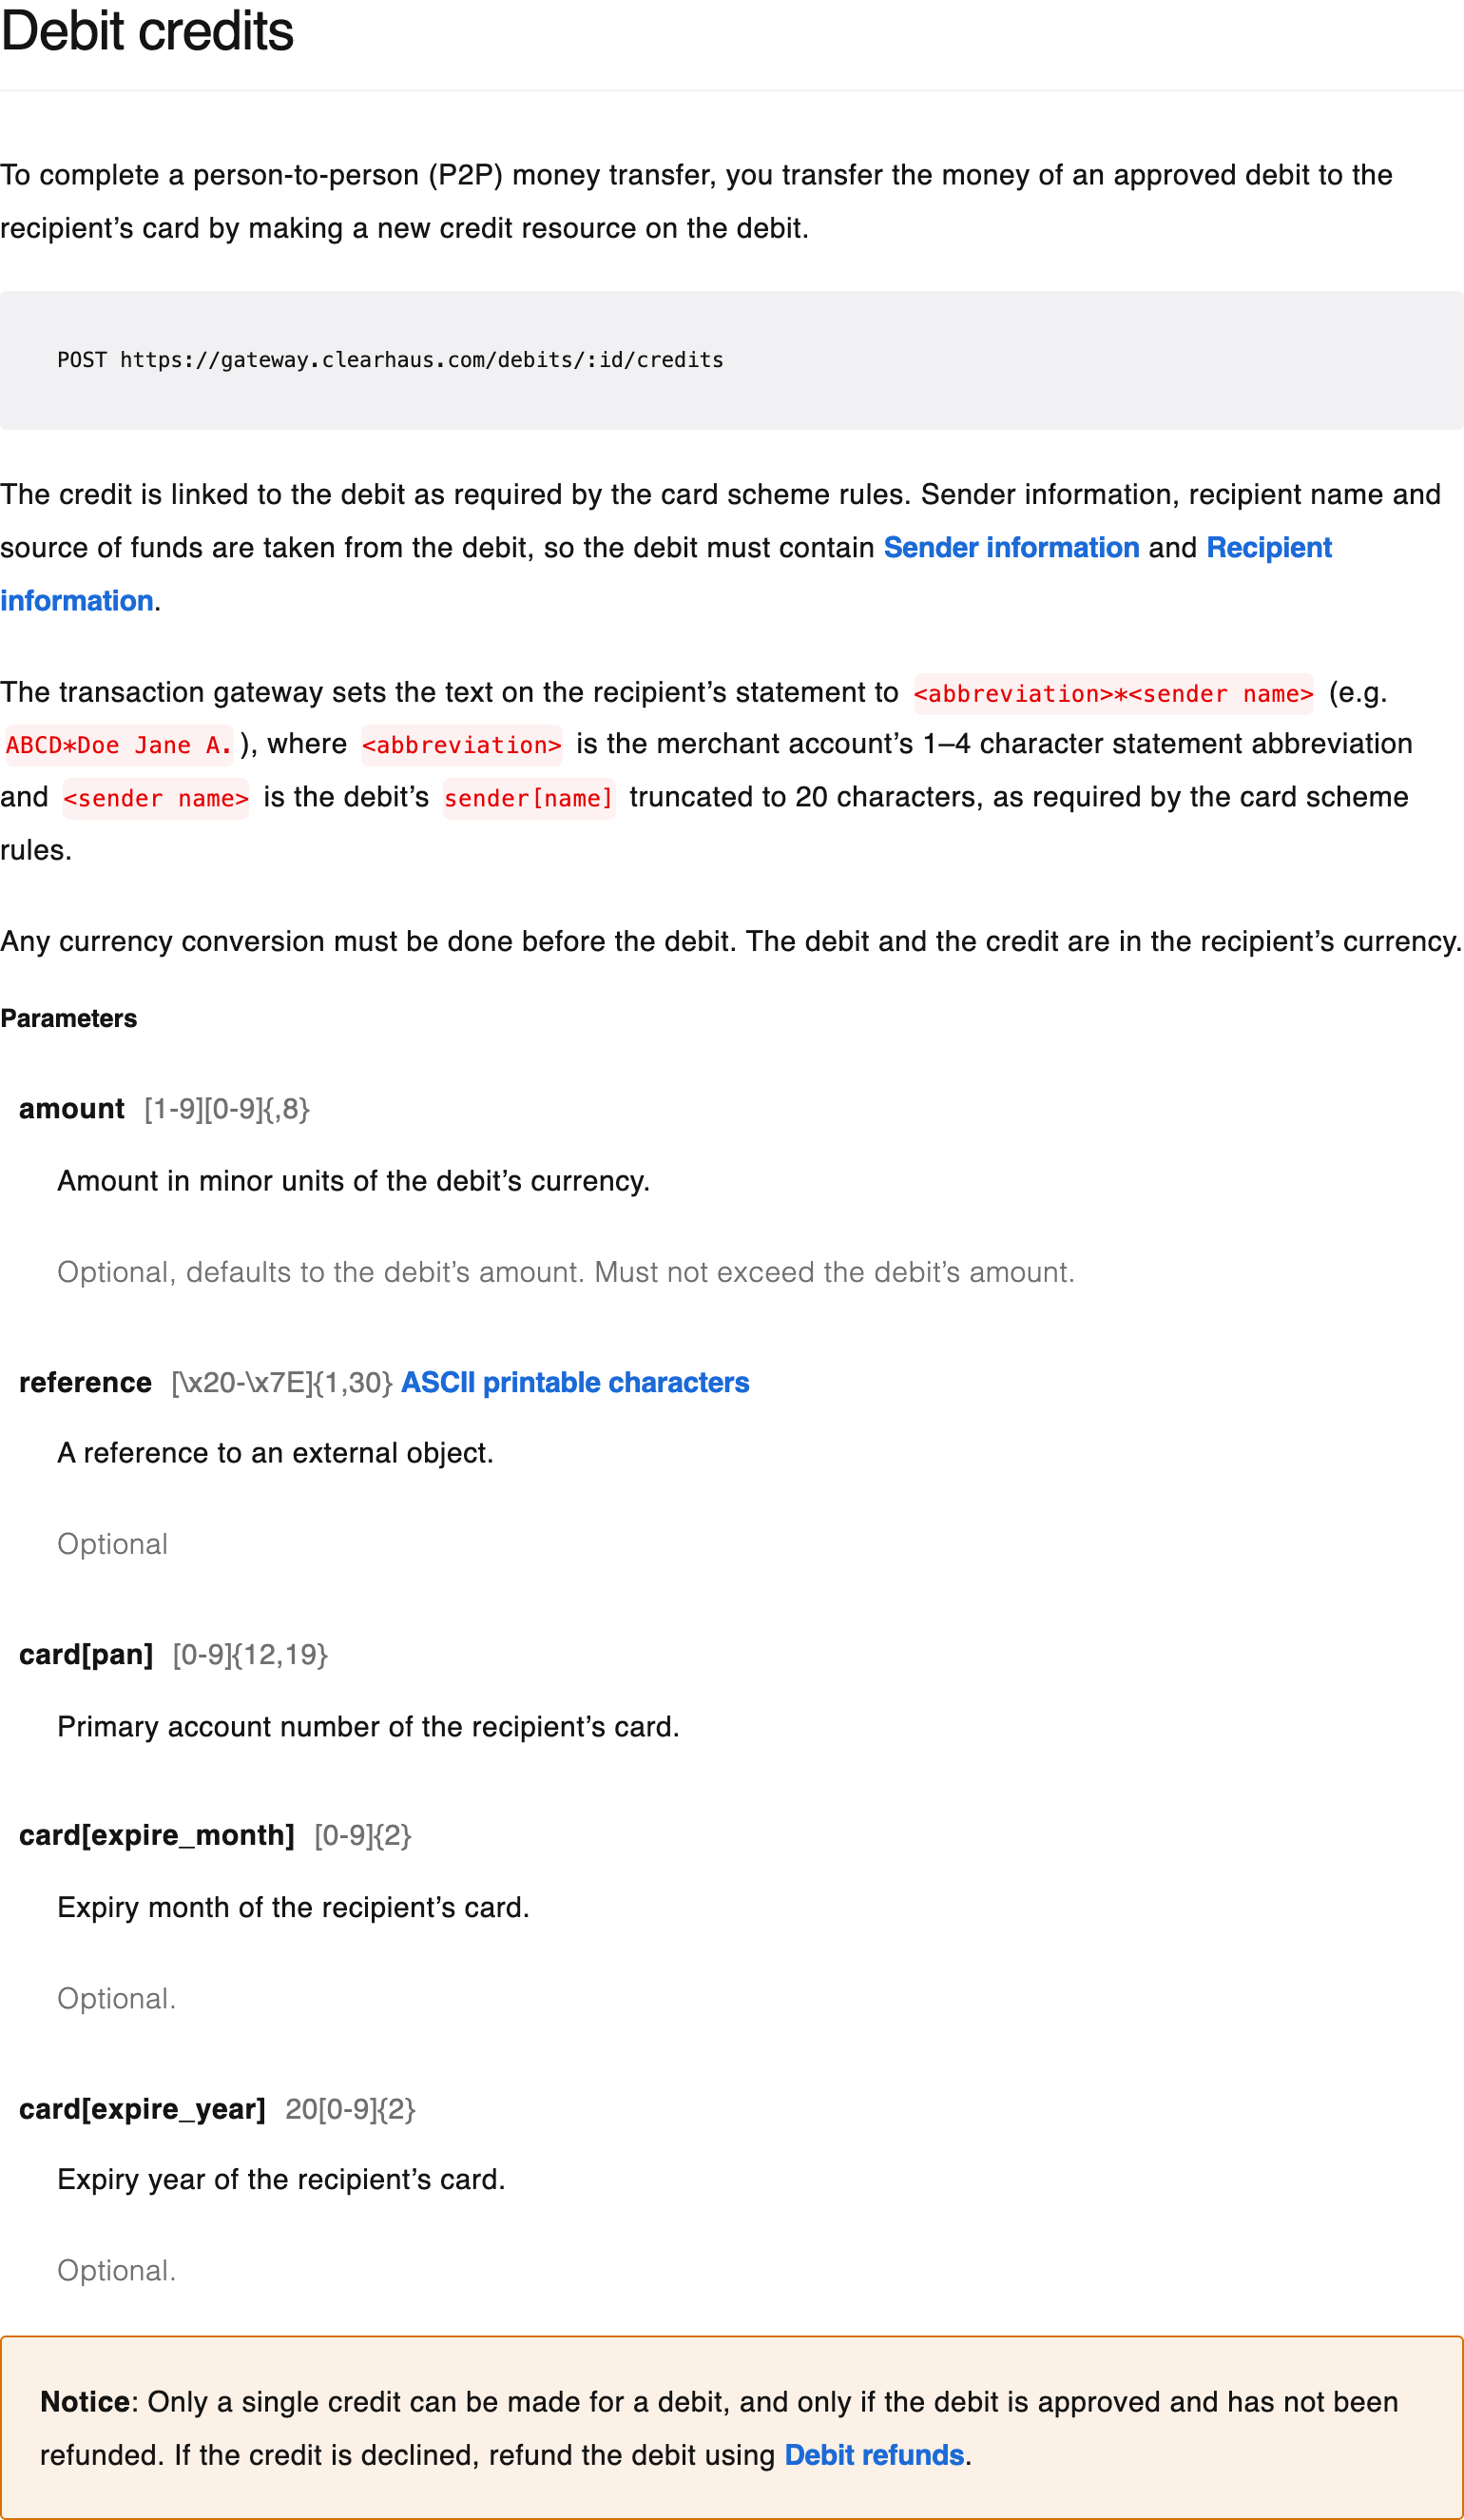 Debit credits
To complete a person-to-person (P2P) money transfer, you transfer the money of an approved debit to the
recipient’s card by making a new credit resource on the debit.
POST https://gateway.clearhaus.com/debits/:id/credits
The credit is linked to the debit as required by the card scheme rules. Sender information, recipient name and
source of funds are taken from the debit, so the debit must contain Sender information and Recipient
information.
The transaction gateway sets the text on the recipient’s statement to <abbreviation>*<sender name> (e.g.
ABCD*Doe Jane A.), where <abbreviation> is the merchant account’s 1–4 character statement abbreviation
and <sender name> is the debit’s sender[name] truncated to 20 characters, as required by the card scheme
rules.
Any currency conversion must be done before the debit. The debit and the credit are in the recipient’s currency.
Parameters
amount [1-9][0-9]{,8}
Amount in minor units of the debit’s currency.
Optional, defaults to the debit’s amount. Must not exceed the debit’s amount.
reference [\x20-\x7E]{1,30} ASCII printable characters
A reference to an external object.
Optional
card[pan] [0-9]{12,19}
Primary account number of the recipient’s card.
card[expire_month] [0-9]{2}
Expiry month of the recipient’s card.
Optional.
card[expire_year] 20[0-9]{2}
Expiry year of the recipient’s card.
Optional.
Notice: Only a single credit can be made for a debit, and only if the debit is approved and has not been
refunded. If the credit is declined, refund the debit using Debit refunds.